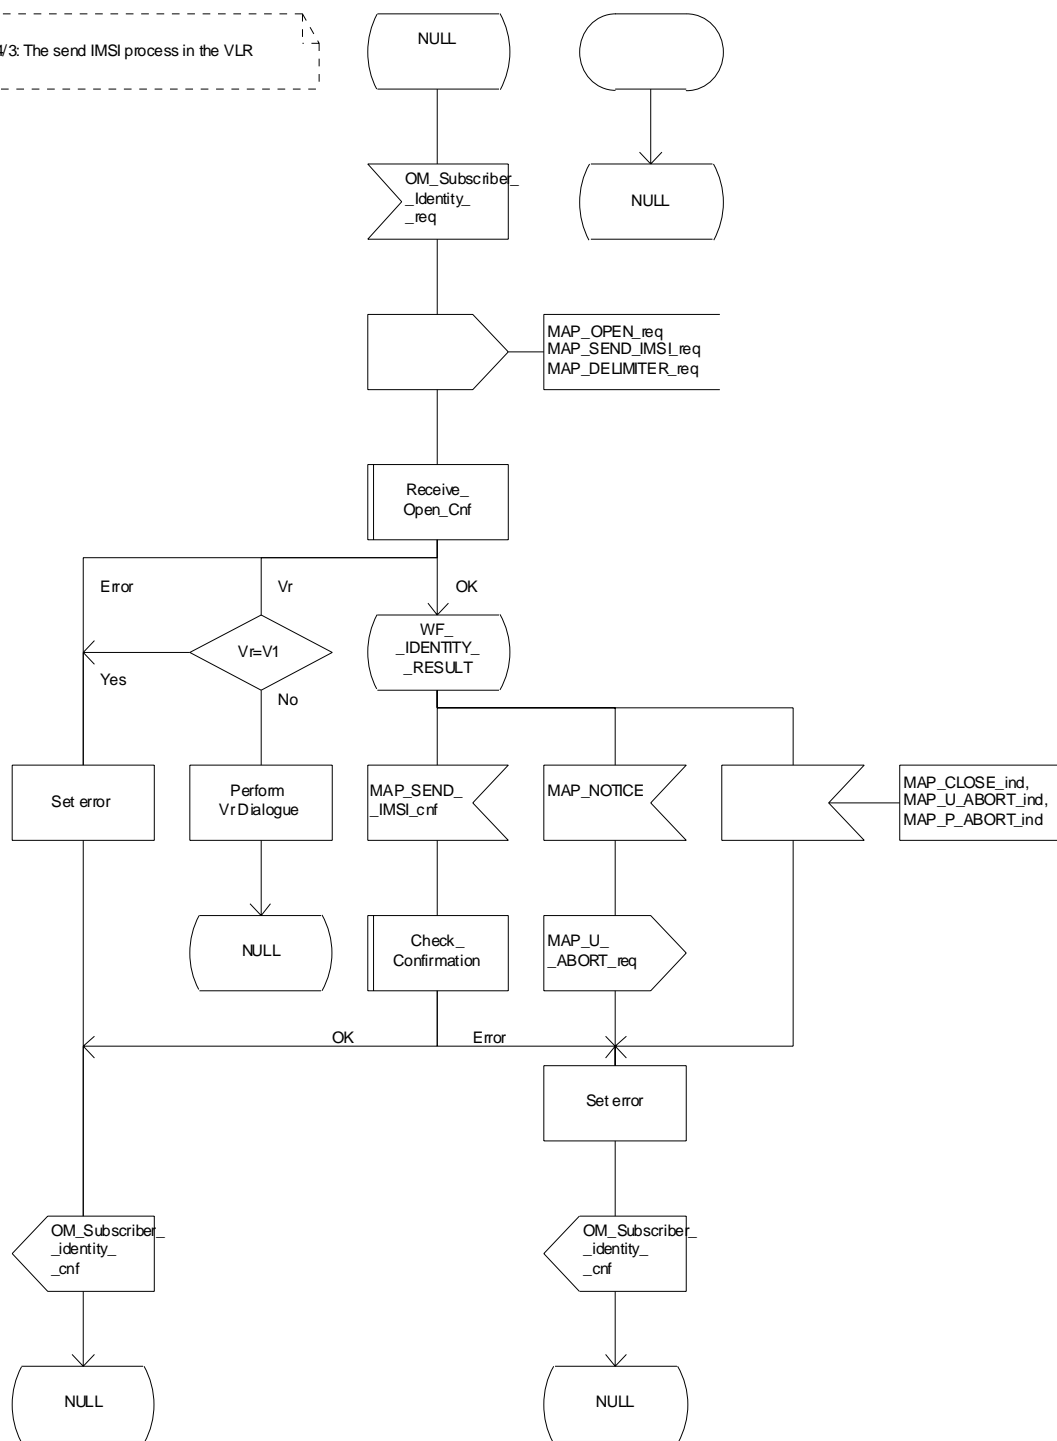 4/3: The send IMSI process in the VLR
NULL
OM_Subscriber_
_Identity_
_req
NULL
MAP_OPEN_req
MAP_SEND_IMSI_req
MAP_DELIMITER_req
Receive_
Open_Cnf
Error
Vr
OK
Vr=V1
WF_
_IDENTITY_
_RESULT
Yes
No
Set error
Perform
Vr Dialogue
MAP_SEND_
_IMSI_cnf
MAP_NOTICE
MAP_CLOSE_ind,
MAP_U_ABORT_ind,
MAP_P_ABORT_ind
NULL
Check_
Confirmation
MAP_U_
_ABORT_req
OK
Error
Set error
OM_Subscriber_
_identity_
_cnf
OM_Subscriber_
_identity_
_cnf
NULL
NULL